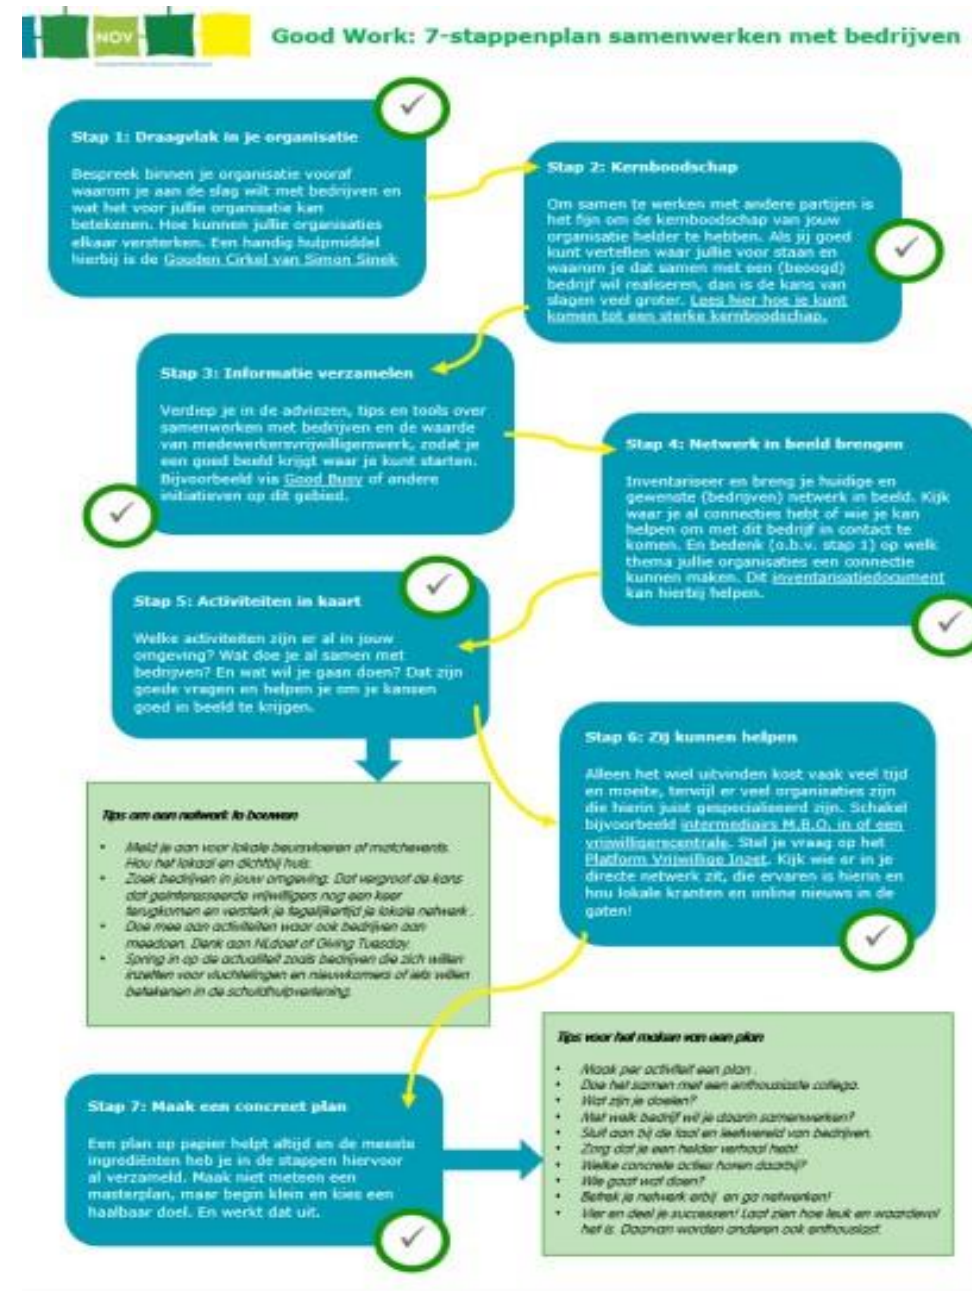 NOV
Good Work: 7-stappenplan samenwerken met bedrijven
Stap 1: Draagvlak in je organisatie
Bespreek binnen je organisatie vooraf
waarom je aan de slag wilt met bedrijven en
wat het voor jullie organisatie kan
betekenen. Hoe kunnen jullie organisaties
elkaar versterken. Een handig hulpmiddel
hierbij is de Gouden Cirkel van Simon Sinek
Stap 2: Kernboodschap
Om samen te werken met andere partijen is
het fijn om de kernboodschap van jouw
organisatie helder te hebben. Als jij goed
kunt vertellen waar jullie voor staan en
waarom je dat samen met een (beoogd)
bedrijf wil realiseren, dan is de kans van
slagen veel groter. Lees hier hoe je kunt
komen tot een sterke kernboodschap.
Stap 3: Informatie verzamelen
Verdiep je in de adviezen, tips en tools over
samenwerken met bedrijven en de waarde
van medewerkersvrijwilligerswerk, zodat je
een goed beeld krijgt waar je kunt starten.
Bijvoorbeeld via Good Busy of andere
initiatieven op dit gebied.
Stap 4: Netwerk in beeld brengen
Inventariseer en breng je huidige en
gewenste (bedrijven) netwerk in beeld. Kijk
waar je al connecties hebt of wie je kan
helpen om met dit bedrijf in contact te
komen. En bedenk (o.b.v. stap 1) op welk
thema jullie organisaties een connectie
kunnen maken. Dit inventarisatiedocument
kan hierbij helpen.
Stap 5: Activiteiten in kaart
Welke activiteiten zijn er al in jouw
omgeving? Wat doe je al samen met
bedrijven? En wat wil je gaan doen? Dat zijn
goede vragen en helpen je om je kansen
goed in beeld te krijgen.
Stap 6: Zij kunnen helpen
Alleen het wiel uitvinden kost vaak veel tijd
en moeite, terwijl er veel organisaties zijn
die hierin juist gespecialiseerd zijn. Schakel
bijvoorbeeld intermediairs M.B.O. in of een
vrijwilligerscentrale. Stel je vraag op het
Platform Vrijwillige Inzet. Kijk wie er in je
directe netwerk zit, die ervaren is hierin en
hou lokale kranten en online nieuws in de
gaten!
Tips om een netwerk te bouwen
• Meld je aan voor lokale beursvloeren of matchevents.
Hou het lokaal en dichtbij huis.
• Zoek bedrijven in jouw omgeving. Dat vergroot de kans
dat geïnteresseerde vrijwilligers nog een keer
terugkomen en versterk je tegelijkertijd je lokale netwerk .
• Doe mee aan activiteiten waar ook bedrijven aan
meedoen. Denk aan NLdoet of Giving Tuesday.
• Spring in op de actualiteit zoals bedrijven die zich willen
inzetten voor vluchtelingen en nieuwkomers of iets willen
betekenen in de schuldhulpverlening.
Stap 7: Maak een concreet plan
Een plan op papier helpt altijd en de meeste
ingrediënten heb je in de stappen hiervoor
al verzameld. Maak niet meteen een
masterplan, maar begin klein en kies een
haalbaar doel. En werkt dat uit.
Tips voor het maken van een plan
• Maak per activiteit een plan .
• Doe het samen met een enthousiaste collega.
• Wat zijn je doelen?
• Met welk bedrijf wil je daarin samenwerken?
• Sluit aan bij de taal en leefwereld van bedrijven.
• Zorg dat je een helder verhaal hebt.
• Welke concrete acties horen daarbij?
• Wie gaat wat doen?
• Betrek je netwerk erbij en ga netwerken!
• Vier en deel je successen! Laat zien hoe leuk en waardevol
het is. Daarvan worden anderen ook enthousiast.